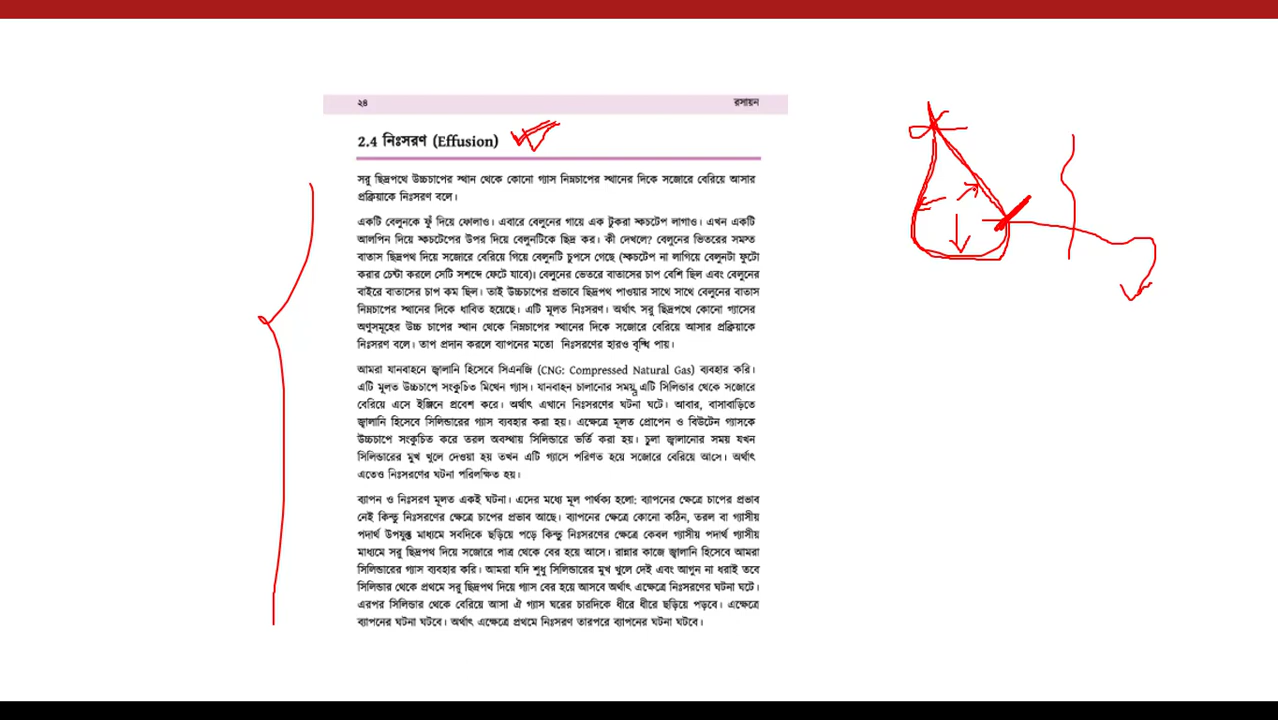 ২৪
রসায়ন
2.4 নিঃসরণ (Effusion)
সরু ছিদ্রপথে উচ্চচাপের স্থান থেকে কোনো গ্যাস নিম্নচাপের স্থানের দিকে সজোরে বেরিয়ে আসার
প্রক্রিয়াকে নিঃসরণ বলে।
একটি বেলুনকে ফুঁ দিয়ে ফোলাও। এবারে বেলুনের গায়ে এক টুকরা স্কচটেপ লাগাও। এখন একটি
আলপিন দিয়ে স্কচটেপের উপর দিয়ে বেলুনটিকে ছিদ্র কর। কী দেখলে? বেলুনের ভিতরের সমস্ত
বাতাস ছিদ্রপথ দিয়ে সজোরে বেরিয়ে গিয়ে বেলুনটি চুপসে গেছে (স্কচটেপ না লাগিয়ে বেলুনটা ফুটো
করার চেষ্টা করলে সেটি সশব্দে ফেটে যাবে)। বেলুনের ভেতরে বাতাসের চাপ বেশি ছিল এবং বেলুনের
বাইরে বাতাসের চাপ কম ছিল। তাই উচ্চচাপের প্রভাবে ছিদ্রপথ পাওয়ার সাথে সাথে বেলুনের বাতাস
নিম্নচাপের স্থানের দিকে ধাবিত হয়েছে। এটি মূলত নিঃসরণ। অর্থাৎ সরু ছিদ্রপথে কোনো গ্যাসের
অণুসমূহের উচ্চ চাপের স্থান থেকে নিম্নচাপের স্থানের দিকে সজোরে বেরিয়ে আসার প্রক্রিয়াকে
নিঃসরণ বলে। তাপ প্রদান করলে ব্যাপনের মতো নিঃসরণের হারও বৃদ্ধি পায়।
আমরা যানবাহনে জ্বালানি হিসেবে সিএনজি (CNG: Compressed Natural Gas) ব্যবহার করি।
এটি মূলত উচ্চচাপে সংকুচিত মিথেন গ্যাস। যানবাহন চালানোর সময় এটি সিলিন্ডার থেকে সজোরে
বেরিয়ে এসে ইঞ্জিনে প্রবেশ করে। অর্থাৎ এখানে নিঃসরণের ঘটনা ঘটে। আবার, বাসাবাড়িতে
জ্বালানি হিসেবে সিলিন্ডারের গ্যাস ব্যবহার করা হয়। এক্ষেত্রে মূলত প্রোপেন ও বিউটেন গ্যাসকে
উচ্চচাপে সংকুচিত করে তরল অবস্থায় সিলিন্ডারে ভর্তি করা হয়। চুলা জ্বালানোর সময় যখন
সিলিন্ডারের মুখ খুলে দেওয়া হয় তখন এটি গ্যাসে পরিণত হয়ে সজোরে বেরিয়ে আসে। অর্থাৎ
এতেও নিঃসরণের ঘটনা পরিলক্ষিত হয়।
ব্যাপন ও নিঃসরণ মূলত একই ঘটনা। এদের মধ্যে মূল পার্থক্য হলো: ব্যাপনের ক্ষেত্রে চাপের প্রভাব
নেই কিন্তু নিঃসরণের ক্ষেত্রে চাপের প্রভাব আছে। ব্যাপনের ক্ষেত্রে কোনো কঠিন, তরল বা গ্যাসীয়
পদার্থ উপযুক্ত মাধ্যমে সবদিকে ছড়িয়ে পড়ে কিন্তু নিঃসরণের ক্ষেত্রে কেবল গ্যাসীয় পদার্থ গ্যাসীয়
মাধ্যমে সরু ছিদ্রপথ দিয়ে সজোরে পাত্র থেকে বের হয়ে আসে। রান্নার কাজে জ্বালানি হিসেবে আমরা
সিলিন্ডারের গ্যাস ব্যবহার করি। আমরা যদি শুধু সিলিন্ডারের মুখ খুলে দেই এবং আগুন না ধরাই তবে
সিলিন্ডার থেকে প্রথমে সরু ছিদ্রপথ দিয়ে গ্যাস বের হয়ে আসবে অর্থাৎ এক্ষেত্রে নিঃসরণের ঘটনা ঘটে।
এরপর সিলিন্ডার থেকে বেরিয়ে আসা ঐ গ্যাস ঘরের চারদিকে ধীরে ধীরে ছড়িয়ে পড়বে। এক্ষেত্রে
ব্যাপনের ঘটনা ঘটবে। অর্থাৎ এক্ষেত্রে প্রথমে নিঃসরণ তারপরে ব্যাপনের ঘটনা ঘটবে।